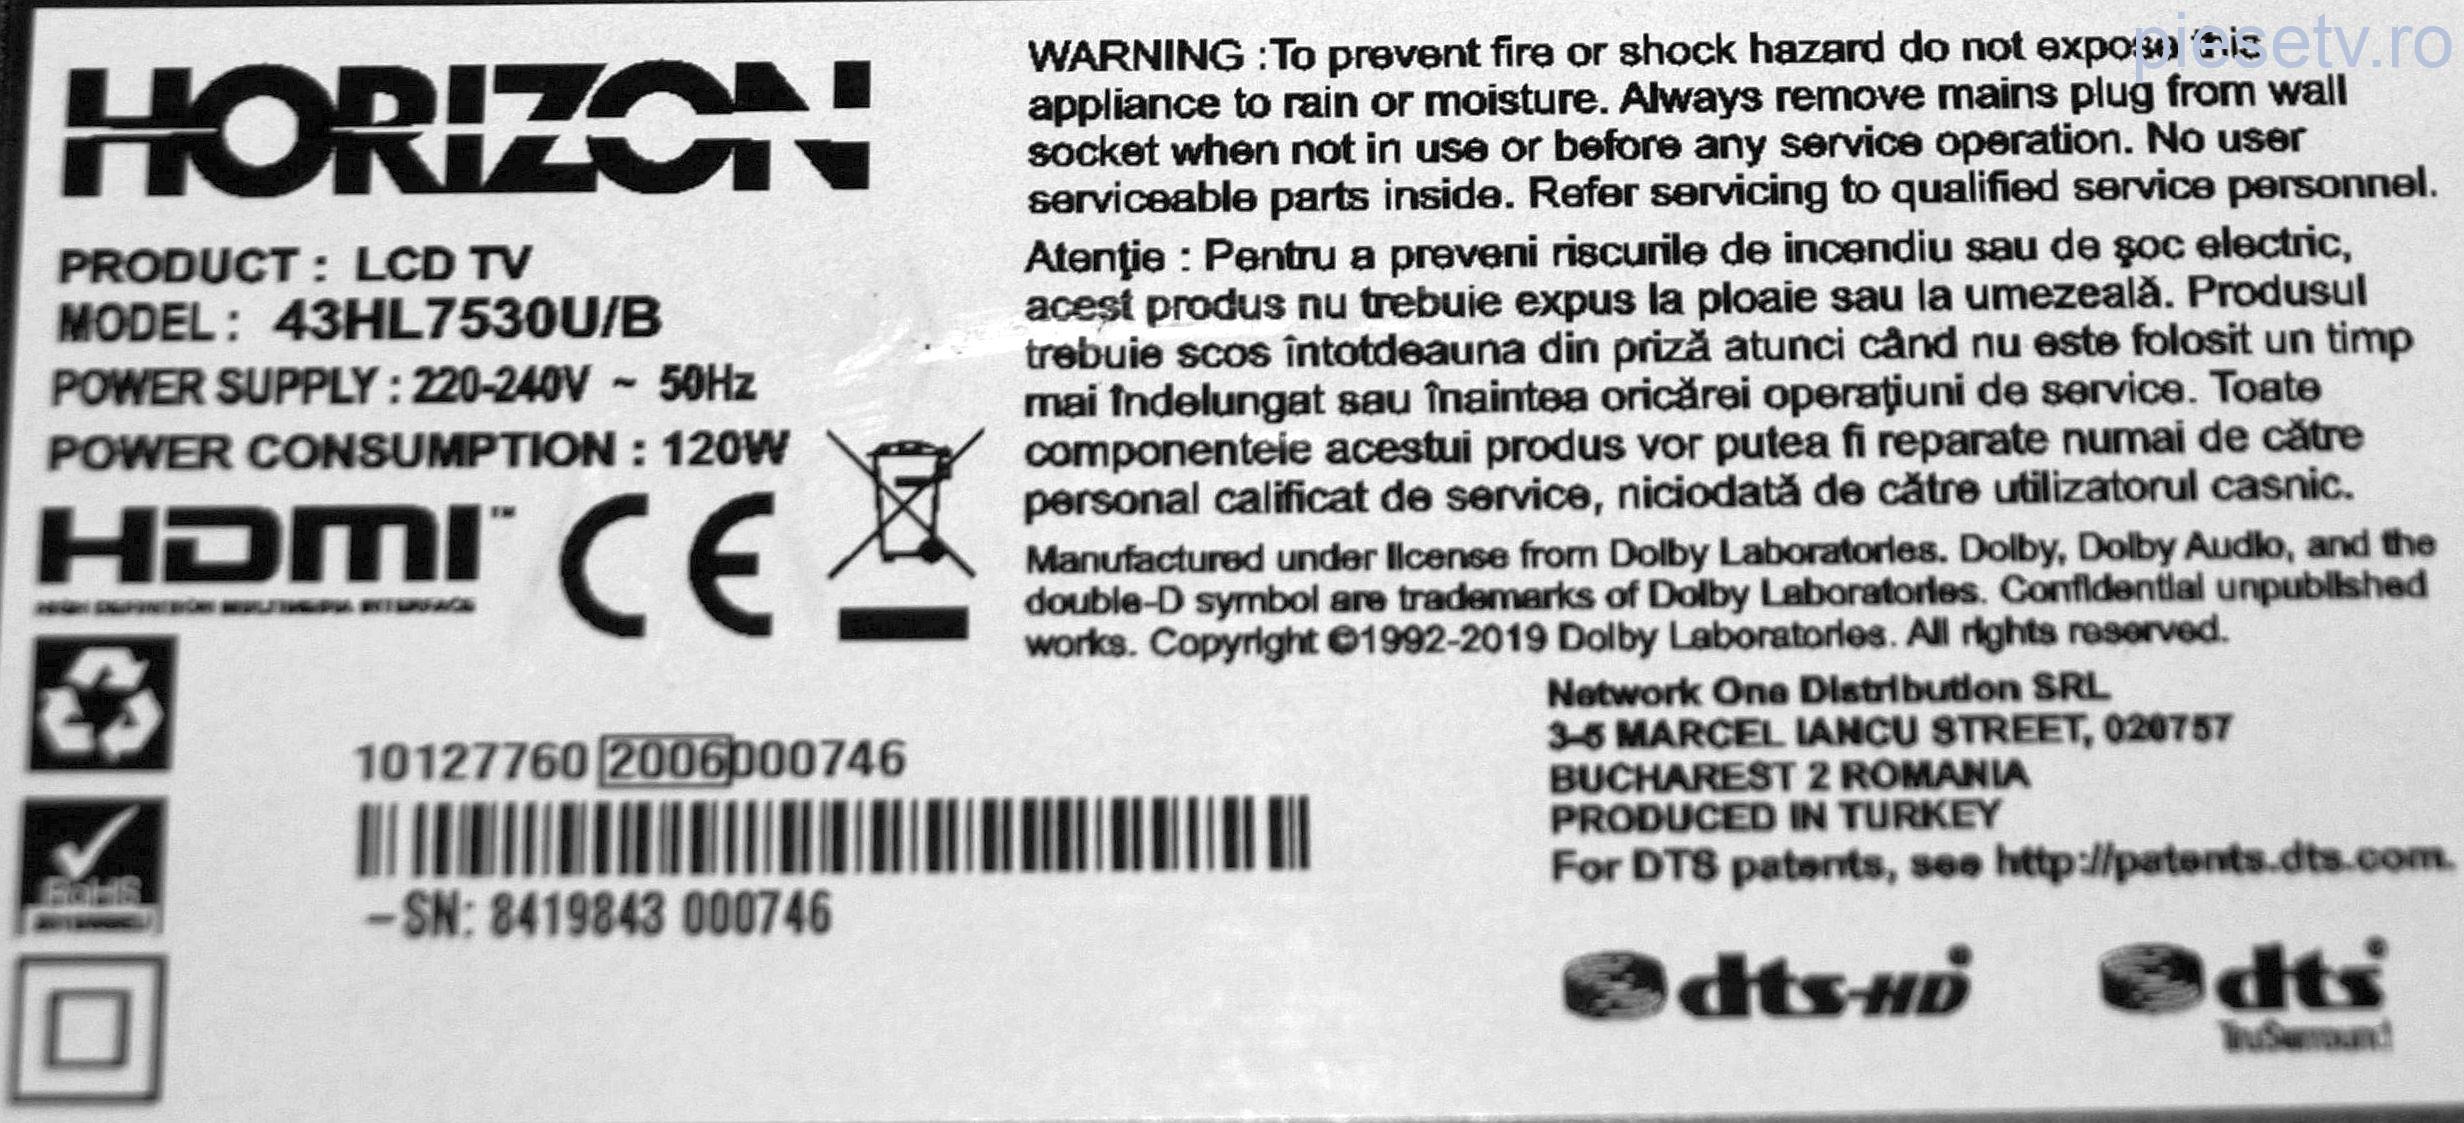 piesetv.ro
HORIZON
PRODUCT : LCD TV
MODEL : 43HL7530U/B
POWER SUPPLY : 220-240V ~ 50Hz
POWER CONSUMPTION : 120W
HDMI™
HIGH DEFINITION MULTIMEDIA INTERFACE
CE
RoHS
10127760 2006000746
-SN: 8419843 000746
WARNING :To prevent fire or shock hazard do not expose this
appliance to rain or moisture. Always remove mains plug from wall
socket when not in use or before any service operation. No user
serviceable parts inside. Refer servicing to qualified service personnel.
Atenţie : Pentru a preveni riscurile de incendiu sau de şoc electric,
acest produs nu trebuie expus la ploaie sau la umezeală. Produsul
trebuie scos întotdeauna din priză atunci când nu este folosit un timp
mai îndelungat sau înaintea oricărei operaţiuni de service. Toate
componenteie acestui produs vor putea fi reparate numai de către
personal calificat de service, niciodată de către utilizatorul casnic.
Manufactured under license from Dolby Laboratories. Dolby, Dolby Audio, and the
double-D symbol are trademarks of Dolby Laboratories. Confidential unpublished
works. Copyright ©1992-2019 Dolby Laboratories. All rights reserved.
Network One Distribution SRL
3-5 MARCEL IANCU STREET, 020757
BUCHAREST 2 ROMANIA
PRODUCED IN TURKEY
For DTS patents, see http://patents.dts.com.
dts-HD
dts
TruSurround